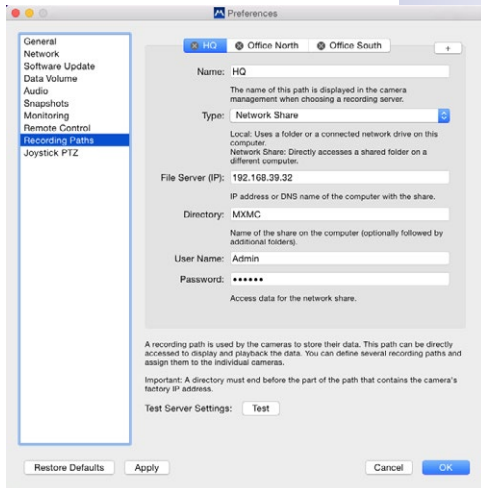 Preferences
General
Network
Software Update
Data Volume
Audio
Snapshots
Monitoring
Remote Control
Recording Paths
Joystick PTZ
HQ
Office North
Office South
+
Name: HQ
The name of this path is displayed in the camera
management when choosing a recording server.
Type: Network Share
Local: Uses a folder or a connected network drive on this
computer.
Network Share: Directly accesses a shared folder on a
different computer.
File Server (IP): 192.168.39.32
IP address or DNS name of the computer with the share.
Directory: MXMC
Name of the share on the computer (optionally followed by
additional folders).
User Name: Admin
Password: ••••••
Access data for the network share.
A recording path is used by the cameras to store their data. This path can be directly
accessed to display and playback the data. You can define several recording paths and
assign them to the individual cameras.
Important: A directory must end before the part of the path that contains the camera's
factory IP address.
Test Server Settings: Test
Restore Defaults
Apply
Cancel
OK